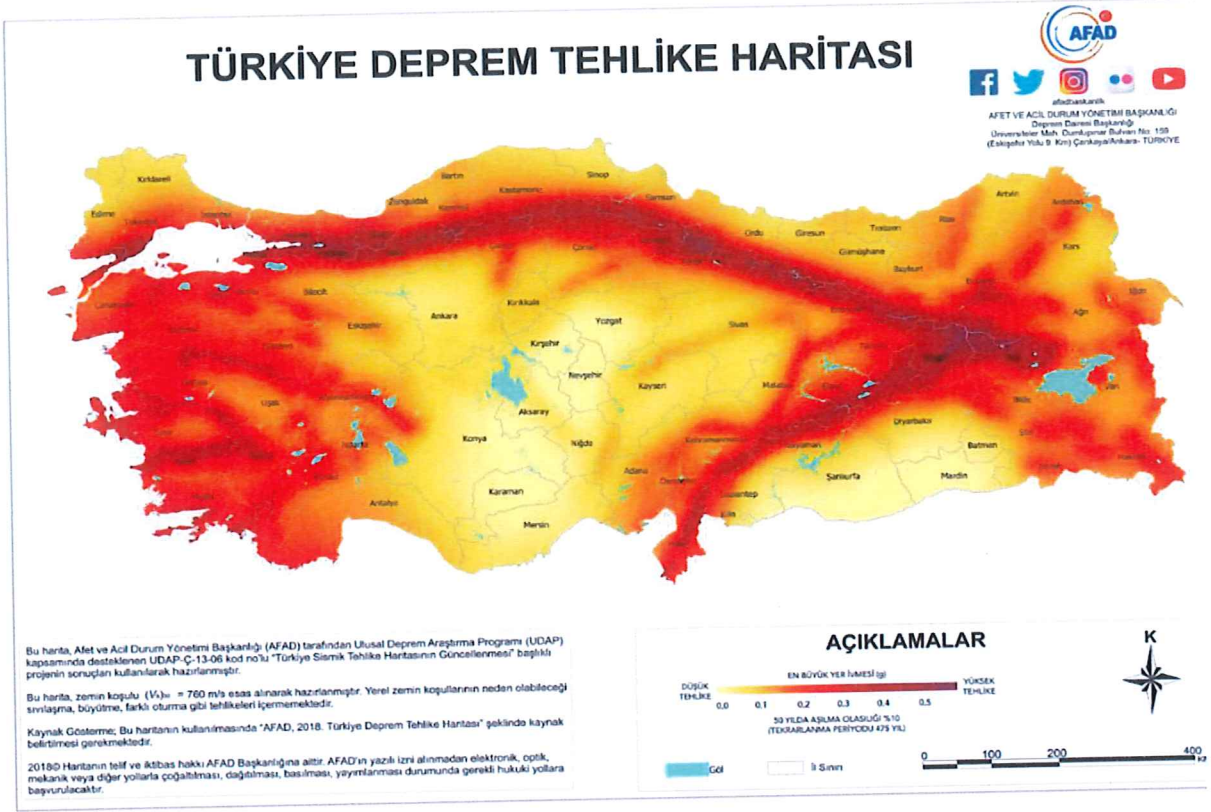 TÜRKİYE DEPREM TEHLİKE HARİTASI
AFAD
afadbaskanlik
AFET VE ACİL DURUM YÖNETİMİ BAŞKANLIĞI
Deprem Dairesi Başkanlığı
Üniversiteler Mah. Dumlupınar Bulvarı No: 159
(Eskişehir Yolu 9. Km) Çankaya/Ankara- TÜRKİYE
Kırklareli
Edirne
Bartın
Kastamonu
Sinop
Zonguldak
Samsun
Artvin
Ardahan
Ordu
Giresun
Trabzon
Rize
Gümüşhane
Bayburt
Kars
Iğdır
Ağrı
Bilecik
Eskişehir
Ankara
Kırıkkale
Çorum
Yozgat
Sivas
Kırşehir
Nevşehir
Kayseri
Malatya
Van
Bitlis
Uşak
Aksaray
Konya
Niğde
Isparta
Diyarbakır
Batman
Adana
Kahramanmaraş
Şanlıurfa
Mardin
Karaman
Gaziantep
Kilis
Antalya
Mersin
Bu harita, Afet ve Acil Durum Yönetimi Başkanlığı (AFAD) tarafından Ulusal Deprem Araştırma Programı (UDAP)
kapsamında desteklenen UDAP-Ç-13-06 kod no'lu "Türkiye Sismik Tehlike Haritasının Güncellenmesi" başlıklı
projenin sonuçları kullanılarak hazırlanmıştır.
Bu harita, zemin koşulu (Vₛ)₃₀ = 760 m/s esas alınarak hazırlanmıştır. Yerel zemin koşullarının neden olabileceği
sıvılaşma, büyütme, farklı oturma gibi tehlikeleri içermemektedir.
Kaynak Gösterme; Bu haritanın kullanılmasında "AFAD, 2018. Türkiye Deprem Tehlike Haritası" şeklinde kaynak
belirtilmesi gerekmektedir.
2018© Haritanın telif ve iktibas hakkı AFAD Başkanlığına aittir. AFAD'ın yazılı izni alınmadan elektronik, optik,
mekanik veya diğer yollarla çoğaltılması, dağıtılması, basılması, yayımlanması durumunda gerekli hukuki yollara
başvurulacaktır.
AÇIKLAMALAR
EN BÜYÜK YER İVMESİ (g)
DÜŞÜK TEHLİKE
YÜKSEK TEHLİKE
0,0 0,1 0,2 0,3 0,4 0,5
50 YILDA AŞILMA OLASILIĞI %10
(TEKRARLANMA PERİYODU 475 YIL)
Göl
İl Sınırı
K
0 100 200 400